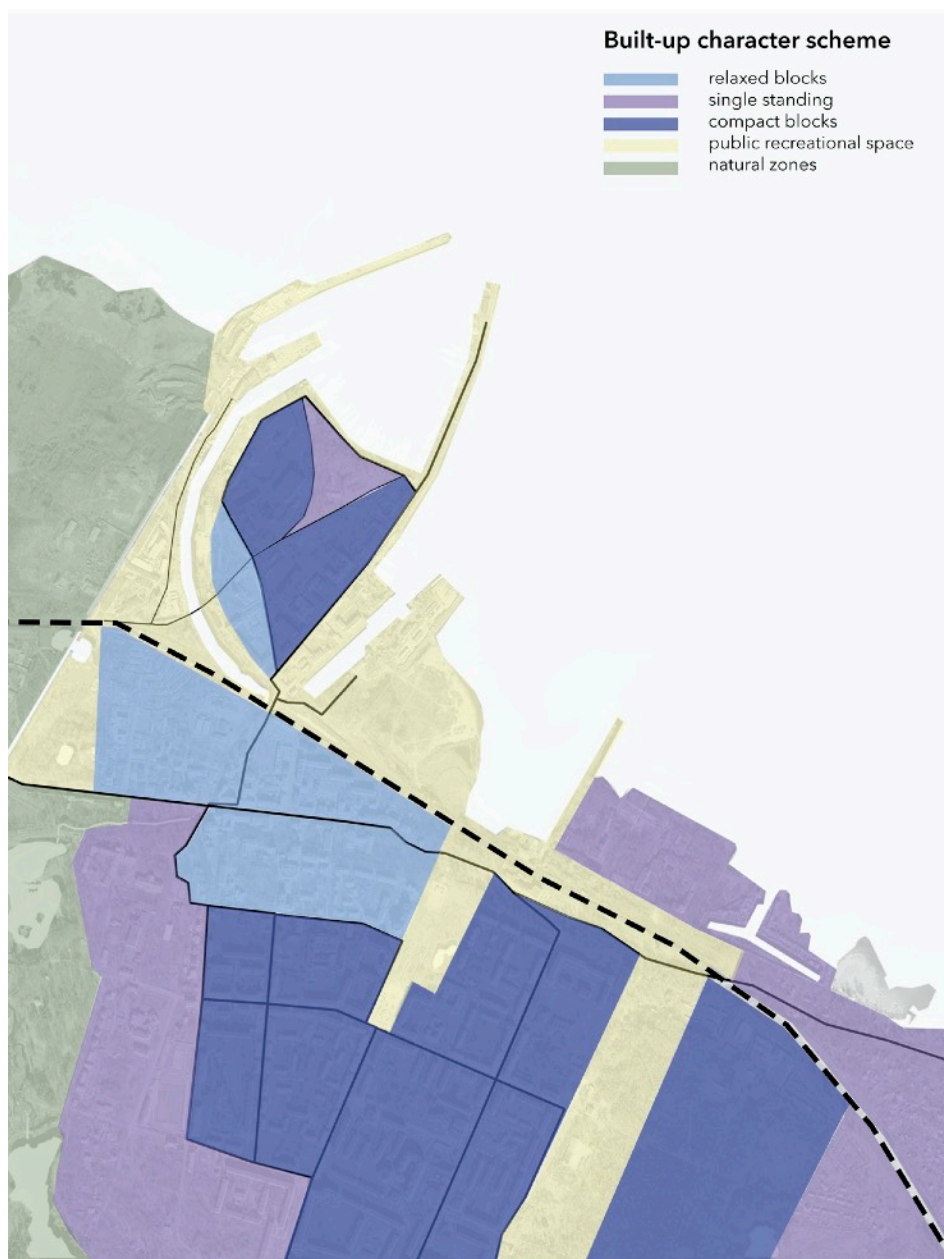 Built-up character scheme
relaxed blocks
single standing
compact blocks
public recreational space
natural zones